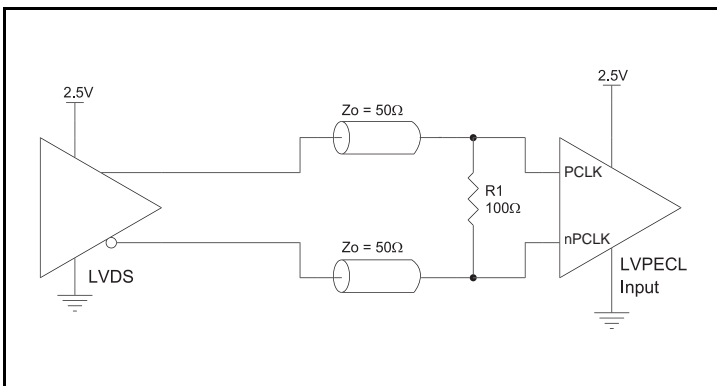 2.5V
2.5V
Zo = 50Ω
PCLK
R1
100Ω
nPCLK
Zo = 50Ω
LVDS
LVPECL
Input